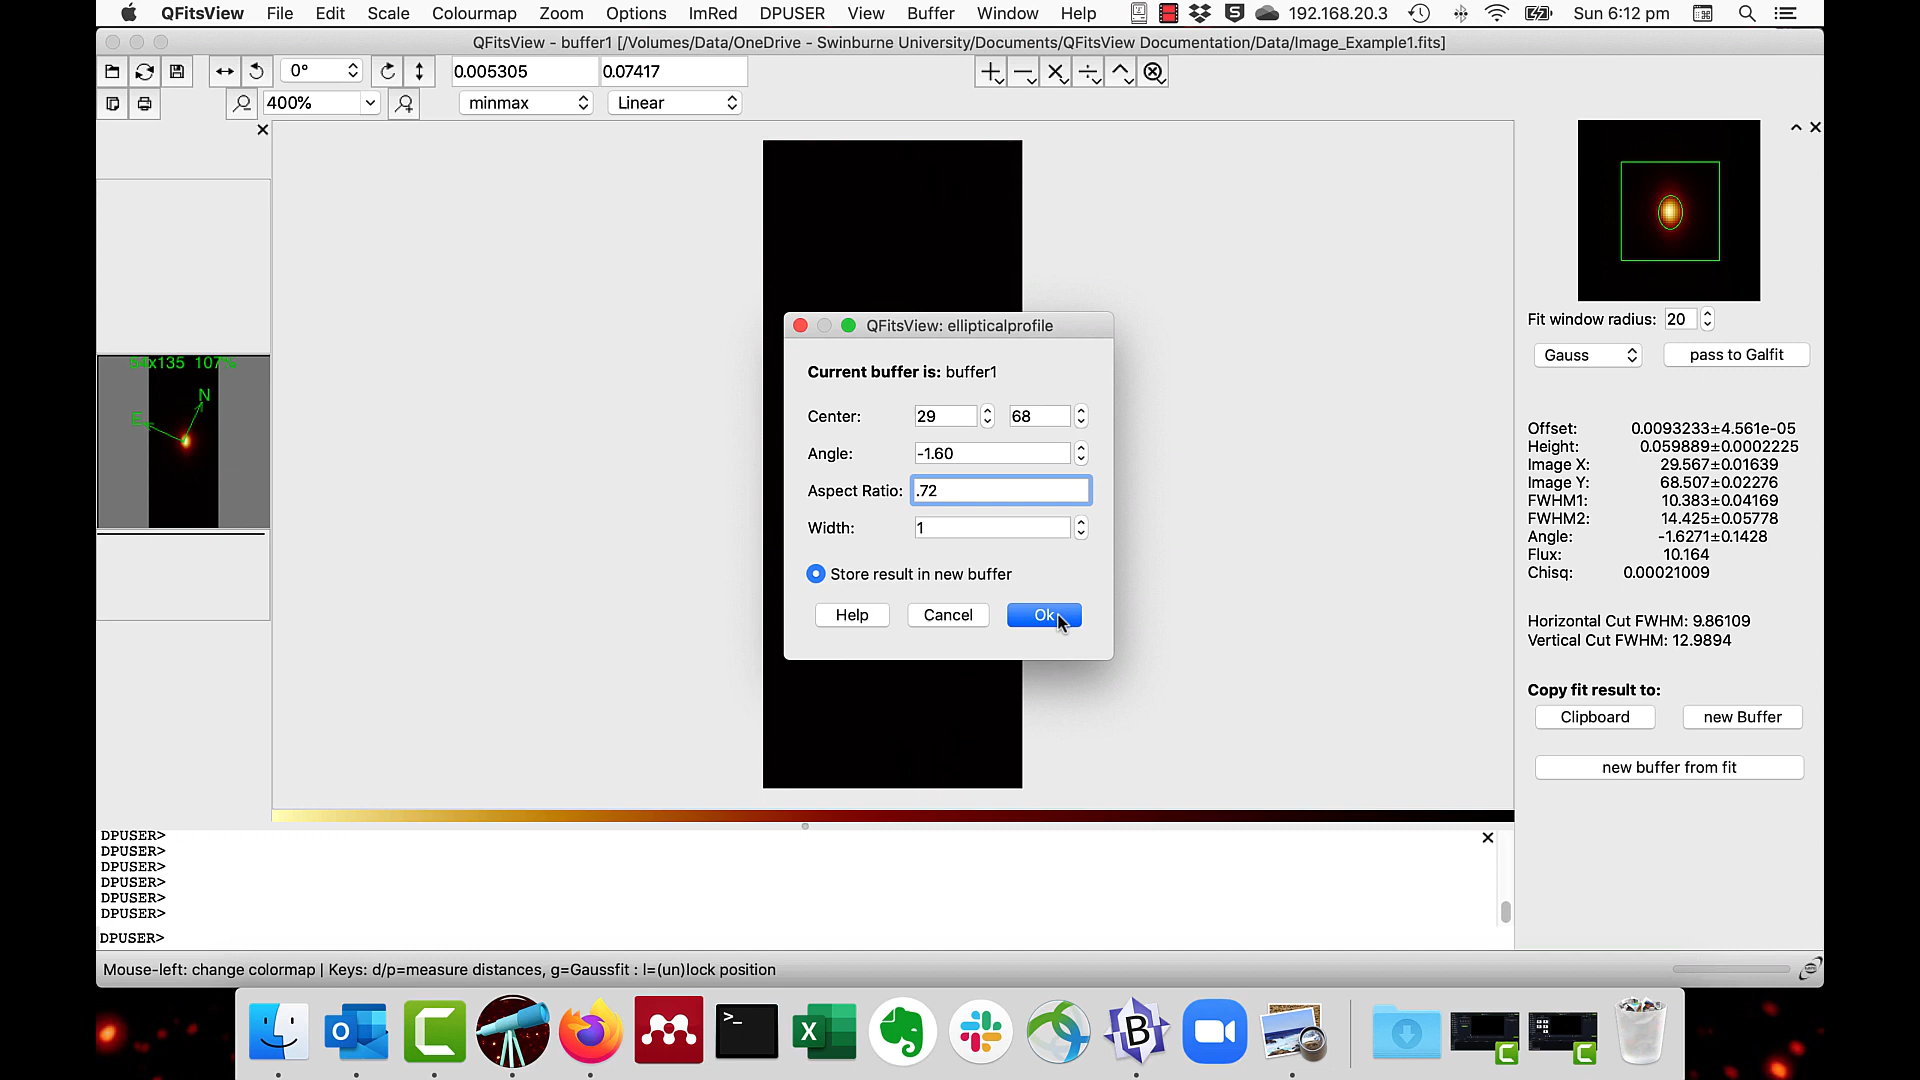 QFitsView File Edit Scale Colourmap Zoom Options ImRed DPUSER View Buffer Window Help 192.168.20.3 Sun 6:12 pm
QFitsView - buffer1 [/Volumes/Data/OneDrive - Swinburne University/Documents/QFitsView Documentation/Data/Image_Example1.fits]
0° 0.005305 0.07417
400% minmax Linear
54x135 107%
N
E
QFitsView: ellipticalprofile
Current buffer is: buffer1
Center: 29 68
Angle: -1.60
Aspect Ratio: .72
Width: 1
Store result in new buffer
Help Cancel Ok
Fit window radius: 20
Gauss pass to Galfit
Offset: 0.0093233±4.561e-05
Height: 0.059889±0.0002225
Image X: 29.567±0.01639
Image Y: 68.507±0.02276
FWHM1: 10.383±0.04169
FWHM2: 14.425±0.05778
Angle: -1.6271±0.1428
Flux: 10.164
Chisq: 0.00021009
Horizontal Cut FWHM: 9.86109
Vertical Cut FWHM: 12.9894
Copy fit result to:
Clipboard new Buffer
new buffer from fit
DPUSER>
DPUSER>
DPUSER>
DPUSER>
DPUSER>
DPUSER>
DPUSER>
Mouse-left: change colormap | Keys: d/p=measure distances, g=Gaussfit : l=(un)lock position